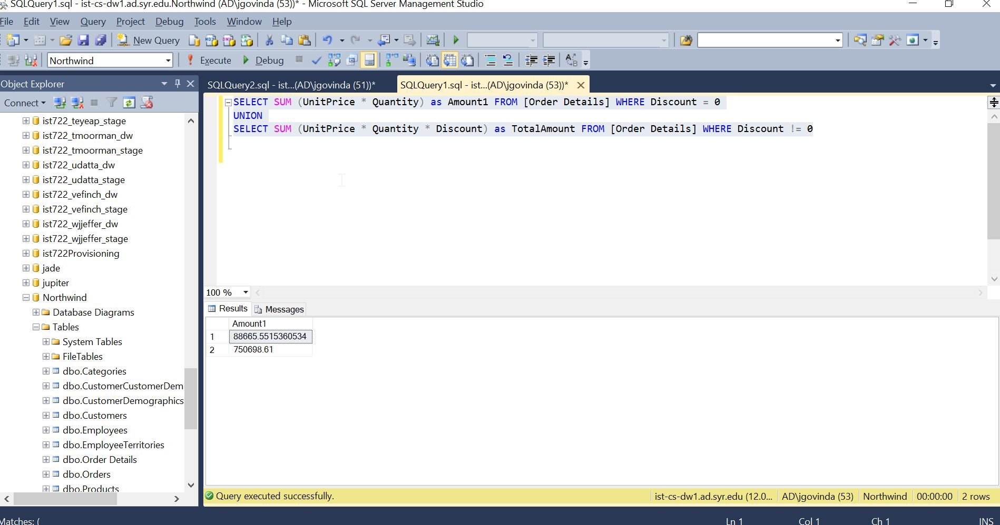 SQLQuery1.sql - ist-cs-dw1.ad.syr.edu.Northwind (AD\jgovinda (53))* - Microsoft SQL Server Management Studio
File Edit View Query Project Debug Tools Window Help
New Query
Northwind Execute Debug
Object Explorer
SQLQuery2.sql - ist...(AD\jgovinda (51))* SQLQuery1.sql - ist...(AD\jgovinda (53))*
Connect
ist722_teyeap_stage
ist722_tmoorman_dw
ist722_tmoorman_stage
ist722_udatta_dw
ist722_udatta_stage
ist722_vefinch_dw
ist722_vefinch_stage
ist722_wjjeffer_dw
ist722_wjjeffer_stage
ist722Provisioning
jade
jupiter
Northwind
Database Diagrams
Tables
System Tables
FileTables
dbo.Categories
dbo.CustomerCustomerDem
dbo.CustomerDemographics
dbo.Customers
dbo.Employees
dbo.EmployeeTerritories
dbo.Order Details
dbo.Orders
dbo.Products
SELECT SUM (UnitPrice * Quantity) as Amount1 FROM [Order Details] WHERE Discount = 0
UNION
SELECT SUM (UnitPrice * Quantity * Discount) as TotalAmount FROM [Order Details] WHERE Discount != 0
100 %
Results Messages
Amount1
1 88665.5515360534
2 750698.61
Query executed successfully. ist-cs-dw1.ad.syr.edu (12.0... AD\jgovinda (53) Northwind 00:00:00 2 rows
Matches: ( Ln 1 Col 1 Ch 1 INS